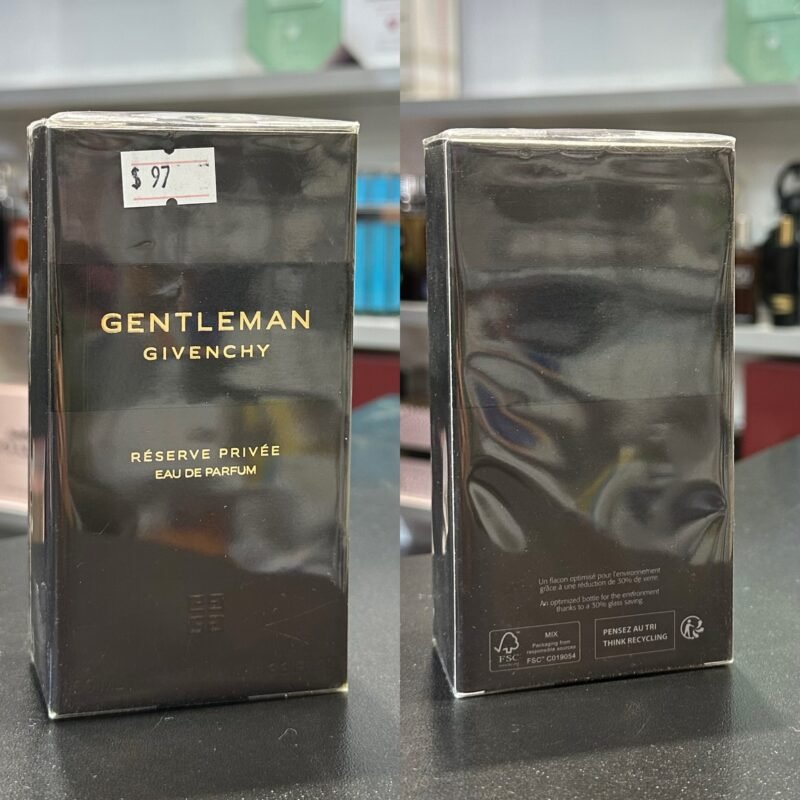 $ 97
GENTLEMAN
GIVENCHY
RÉSERVE PRIVÉE
EAU DE PARFUM
Un flacon optimisé pour l'environnement
grâce à une réduction de 30% de verre.
An optimized bottle for the environment
thanks to a 30% glass saving.
FSC
MIX
Packaging from
responsible sources
FSC® C019054
PENSEZ AU TRI
THINK RECYCLING